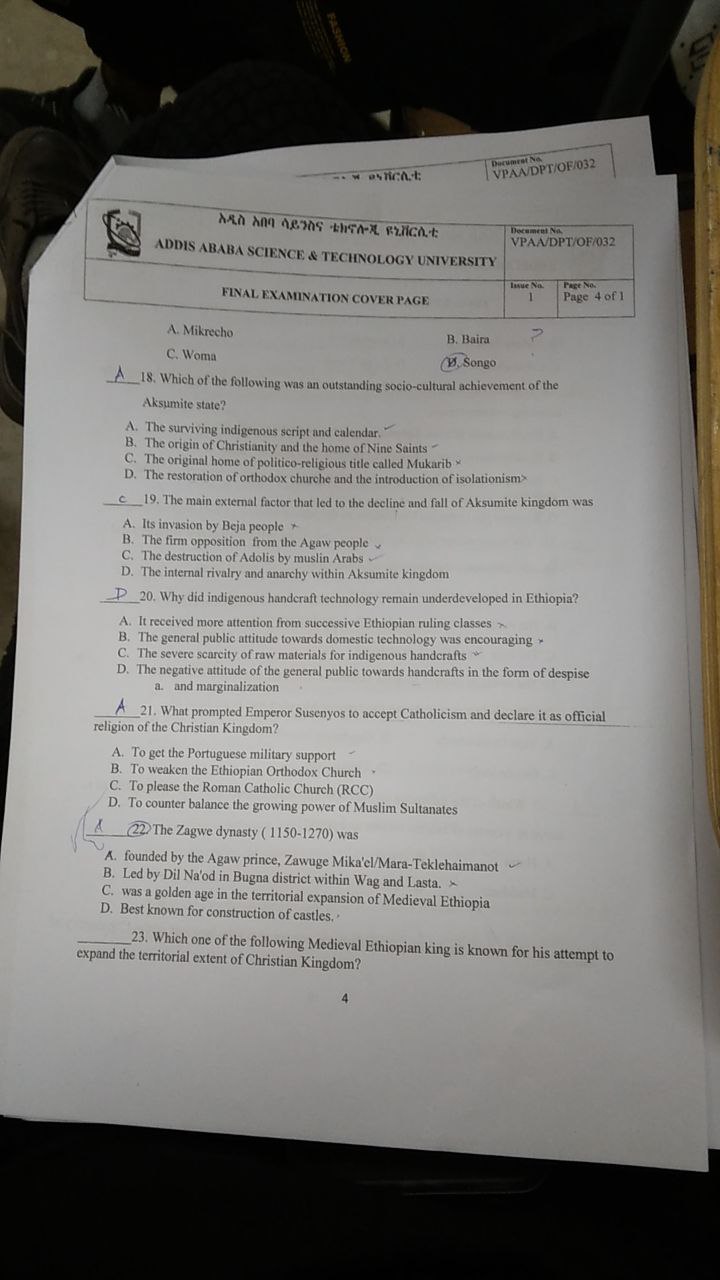 FASHION
Document No.
VPAA/DPT/OF/032
አዲስ አበባ ሳይንስና ቴክኖሎጂ ዩኒቨርሲቲ
ADDIS ABABA SCIENCE & TECHNOLOGY UNIVERSITY
Document No.
VPAA/DPT/OF/032
FINAL EXAMINATION COVER PAGE
Issue No.
1
Page No.
Page 4 of 1
A. Mikrecho
B. Baira ?
C. Woma
D. Songo
A 18. Which of the following was an outstanding socio-cultural achievement of the
Aksumite state?
A. The surviving indigenous script and calendar.
B. The origin of Christianity and the home of Nine Saints
C. The original home of politico-religious title called Mukarib
D. The restoration of orthodox churche and the introduction of isolationism
c 19. The main external factor that led to the decline and fall of Aksumite kingdom was
A. Its invasion by Beja people
B. The firm opposition from the Agaw people
C. The destruction of Adolis by muslin Arabs
D. The internal rivalry and anarchy within Aksumite kingdom
D 20. Why did indigenous handcraft technology remain underdeveloped in Ethiopia?
A. It received more attention from successive Ethiopian ruling classes
B. The general public attitude towards domestic technology was encouraging
C. The severe scarcity of raw materials for indigenous handcrafts
D. The negative attitude of the general public towards handcrafts in the form of despise
a. and marginalization
A 21. What prompted Emperor Susenyos to accept Catholicism and declare it as official
religion of the Christian Kingdom?
A. To get the Portuguese military support
B. To weaken the Ethiopian Orthodox Church
C. To please the Roman Catholic Church (RCC)
D. To counter balance the growing power of Muslim Sultanates
A 22. The Zagwe dynasty ( 1150-1270) was
A. founded by the Agaw prince, Zawuge Mika'el/Mara-Teklehaimanot
B. Led by Dil Na'od in Bugna district within Wag and Lasta.
C. was a golden age in the territorial expansion of Medieval Ethiopia
D. Best known for construction of castles.
23. Which one of the following Medieval Ethiopian king is known for his attempt to
expand the territorial extent of Christian Kingdom?
4